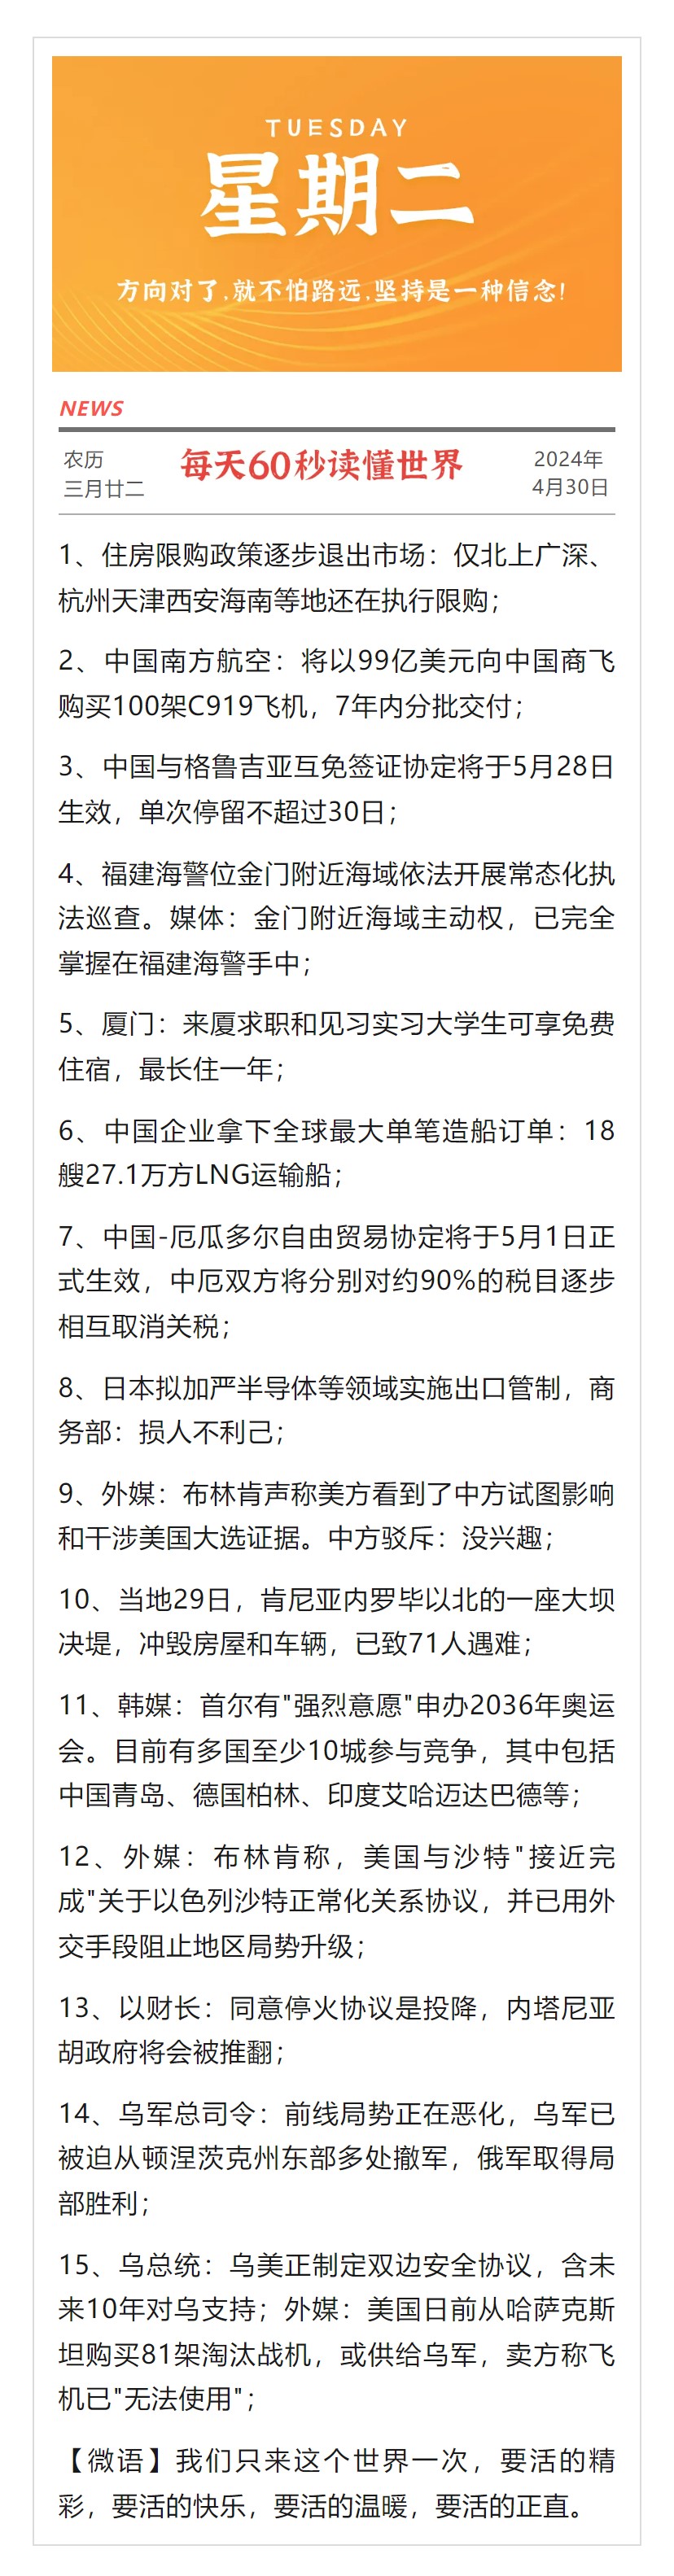 TUESDAY
星期二
方向对了,就不怕路远,坚持是一种信念!
NEWS
农历
三月廿二
每天60秒读懂世界
2024年
4月30日
1、住房限购政策逐步退出市场：仅北上广深、
杭州天津西安海南等地还在执行限购；
2、中国南方航空：将以99亿美元向中国商飞
购买100架C919飞机，7年内分批交付；
3、中国与格鲁吉亚互免签证协定将于5月28日
生效，单次停留不超过30日；
4、福建海警位金门附近海域依法开展常态化执
法巡查。媒体：金门附近海域主动权，已完全
掌握在福建海警手中；
5、厦门：来厦求职和见习实习大学生可享免费
住宿，最长住一年；
6、中国企业拿下全球最大单笔造船订单：18
艘27.1万方LNG运输船；
7、中国-厄瓜多尔自由贸易协定将于5月1日正
式生效，中厄双方将分别对约90%的税目逐步
相互取消关税；
8、日本拟加严半导体等领域实施出口管制，商
务部：损人不利己；
9、外媒：布林肯声称美方看到了中方试图影响
和干涉美国大选证据。中方驳斥：没兴趣；
10、当地29日，肯尼亚内罗毕以北的一座大坝
决堤，冲毁房屋和车辆，已致71人遇难；
11、韩媒：首尔有"强烈意愿"申办2036年奥运
会。目前有多国至少10城参与竞争，其中包括
中国青岛、德国柏林、印度艾哈迈达巴德等；
12、外媒：布林肯称，美国与沙特"接近完
成"关于以色列沙特正常化关系协议，并已用外
交手段阻止地区局势升级；
13、以财长：同意停火协议是投降，内塔尼亚
胡政府将会被推翻；
14、乌军总司令：前线局势正在恶化，乌军已
被迫从顿涅茨克州东部多处撤军，俄军取得局
部胜利；
15、乌总统：乌美正制定双边安全协议，含未
来10年对乌支持；外媒：美国日前从哈萨克斯
坦购买81架淘汰战机，或供给乌军，卖方称飞
机已"无法使用"；
【微语】我们只来这个世界一次，要活的精
彩，要活的快乐，要活的温暖，要活的正直。